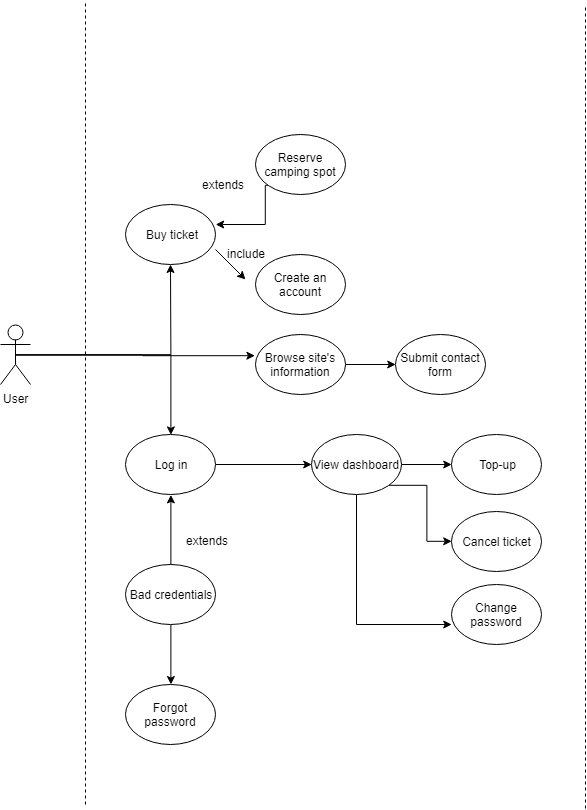 Reserve
camping spot
extends
Buy ticket
include
Create an
account
User
Browse site's
information
Submit contact
form
Log in
View dashboard
Top-up
extends
Cancel ticket
Bad credentials
Change
password
Forgot
password